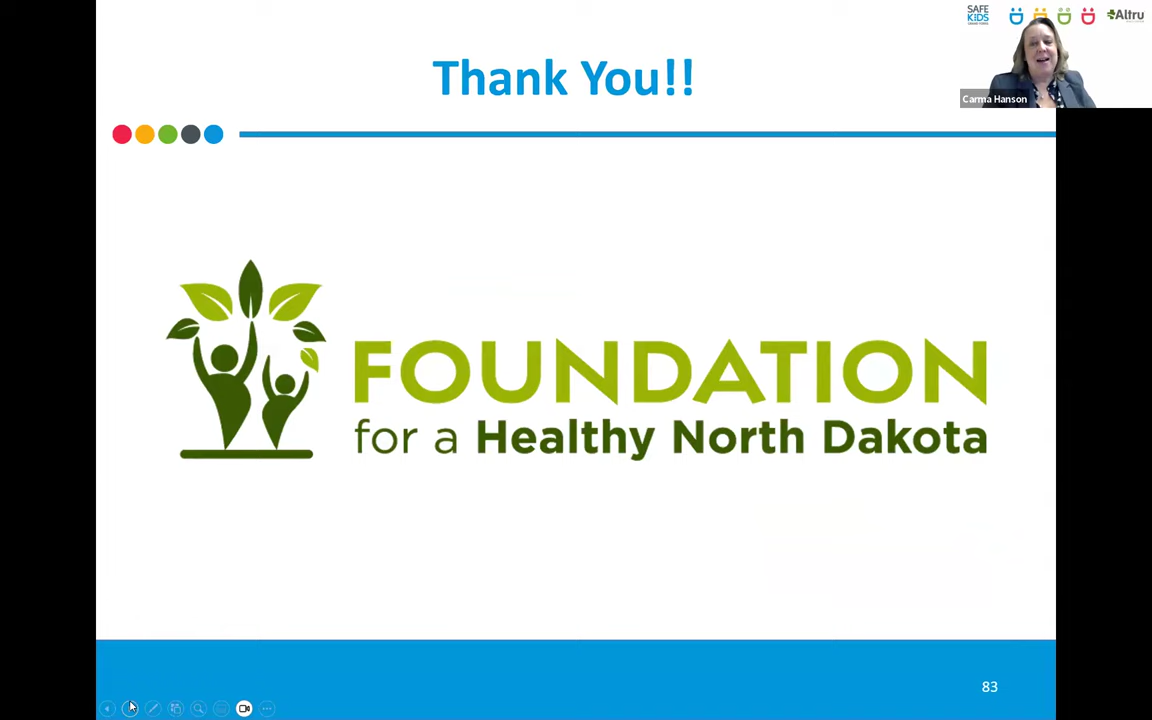 SAFE
KIDS
Altru
Thank You!!
Carma Hanson
FOUNDATION
for a Healthy North Dakota
83